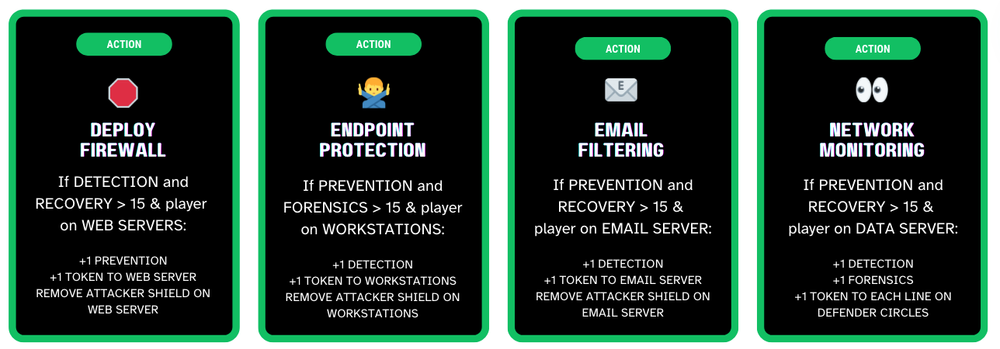 ACTION
DEPLOY
FIREWALL
If DETECTION and
RECOVERY > 15 & player
on WEB SERVERS:
+1 PREVENTION
+1 TOKEN TO WEB SERVER
REMOVE ATTACKER SHIELD ON
WEB SERVER
ACTION
ENDPOINT
PROTECTION
If PREVENTION and
FORENSICS > 15 & player
on WORKSTATIONS:
+1 DETECTION
+1 TOKEN TO WORKSTATIONS
REMOVE ATTACKER SHIELD ON
WORKSTATIONS
ACTION
E
EMAIL
FILTERING
If PREVENTION and
RECOVERY > 15 &
player on EMAIL SERVER:
+1 DETECTION
+1 TOKEN TO EMAIL SERVER
REMOVE ATTACKER SHIELD ON
EMAIL SERVER
ACTION
NETWORK
MONITORING
If PREVENTION and
RECOVERY > 15 &
player on DATA SERVER:
+1 DETECTION
+1 FORENSICS
+1 TOKEN TO EACH LINE ON
DEFENDER CIRCLES